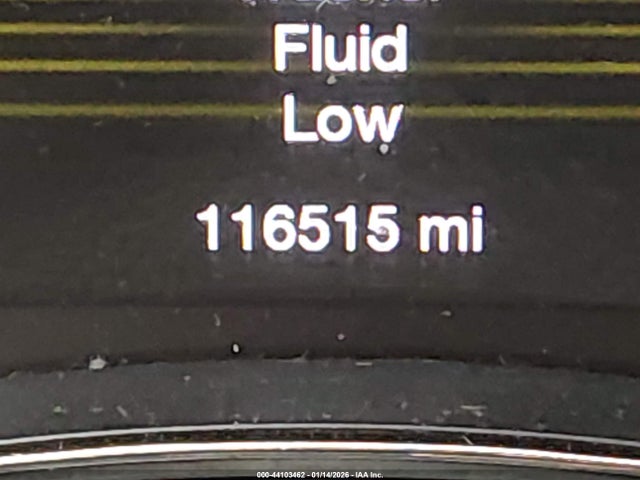 Fluid
Low
116515 mi
000-44103462 - 01/14/2026 - IAA Inc.